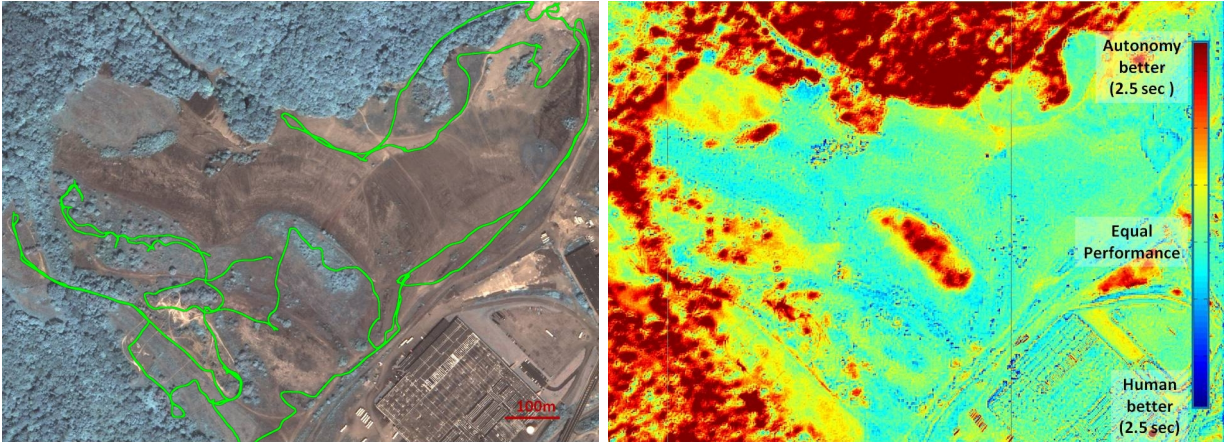 100m
Autonomy
better
(2.5 sec )
Equal
Performance
Human
better
(2.5 sec)